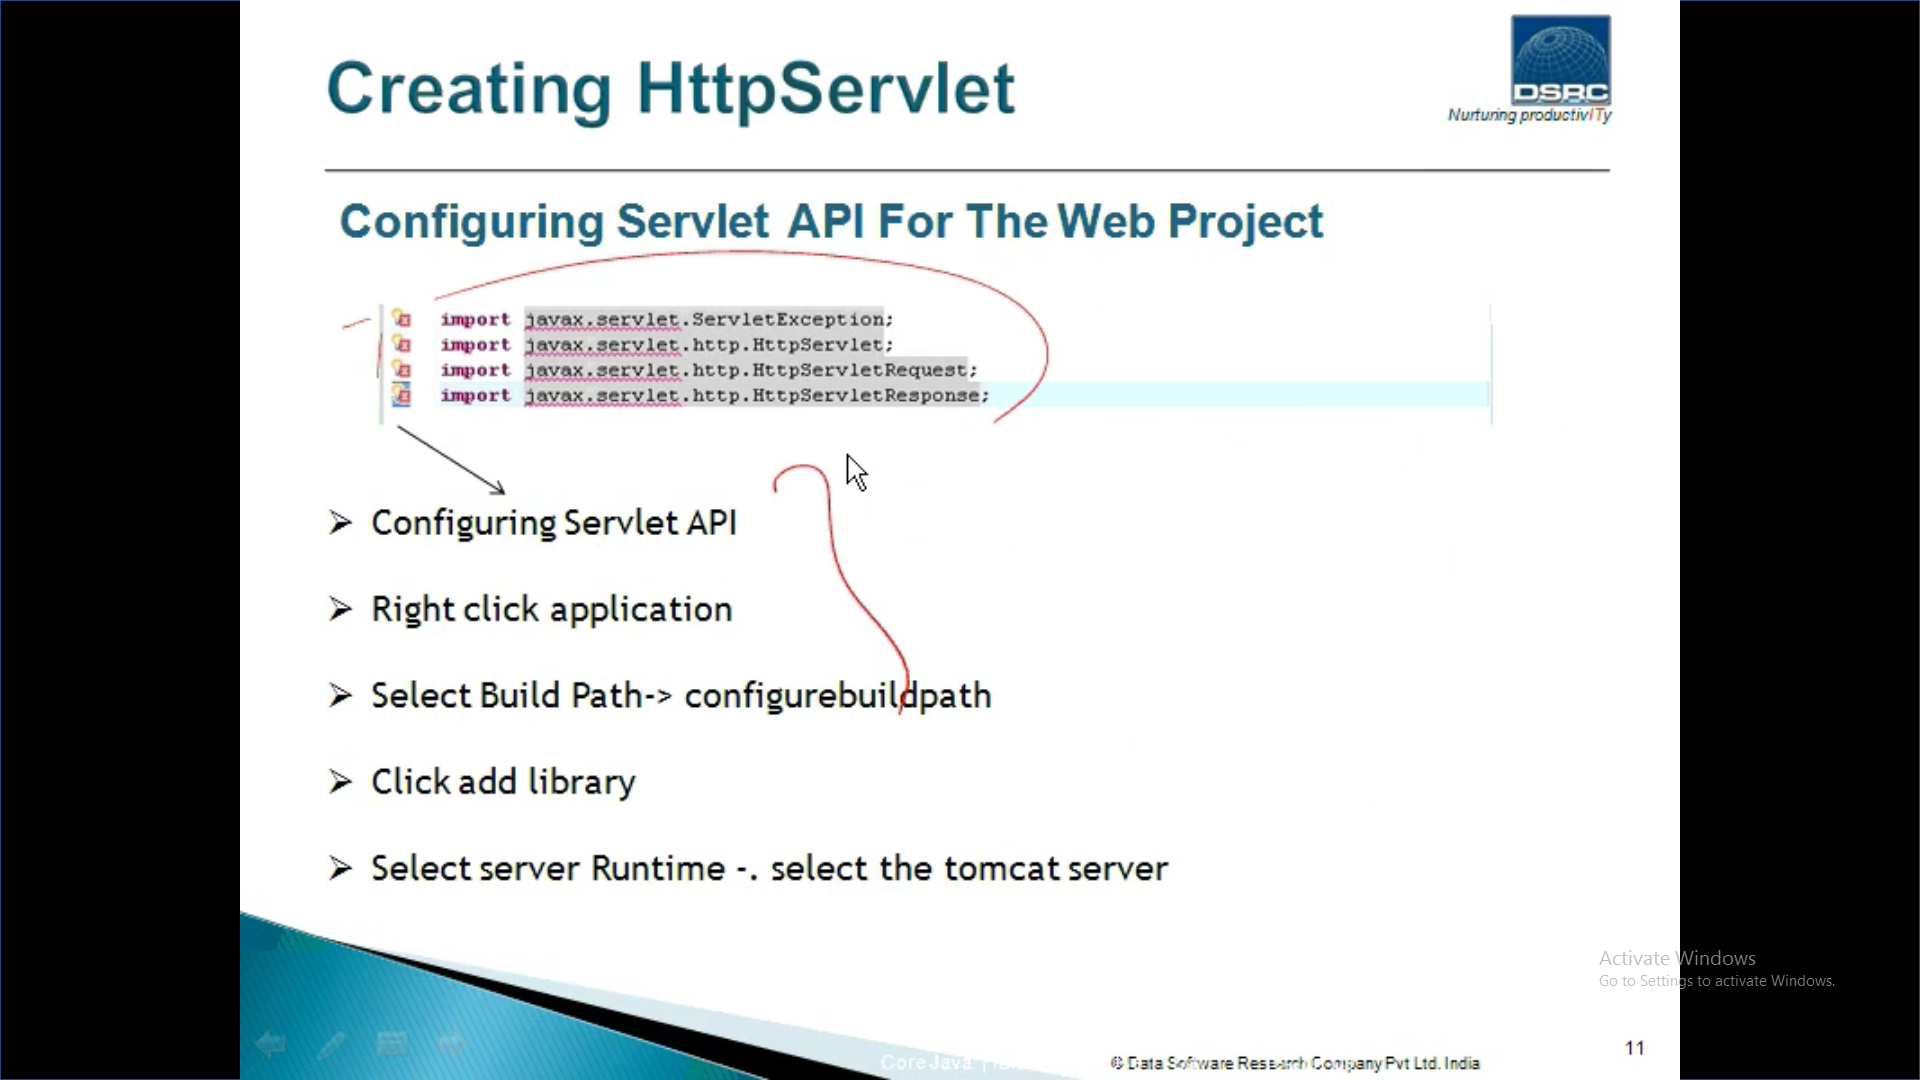 Creating HttpServlet
DSRC
Nurturing productivITy
Configuring Servlet API For The Web Project
import javax.servlet.ServletException;
import javax.servlet.http.HttpServlet;
import javax.servlet.http.HttpServletRequest;
import javax.servlet.http.HttpServletResponse;
➢ Configuring Servlet API
➢ Right click application
➢ Select Build Path-> configurebuildpath
➢ Click add library
➢ Select server Runtime -. select the tomcat server
Activate Windows
Go to Settings to activate Windows.
11
Core Java |
© Data Software Research Company Pvt Ltd. India